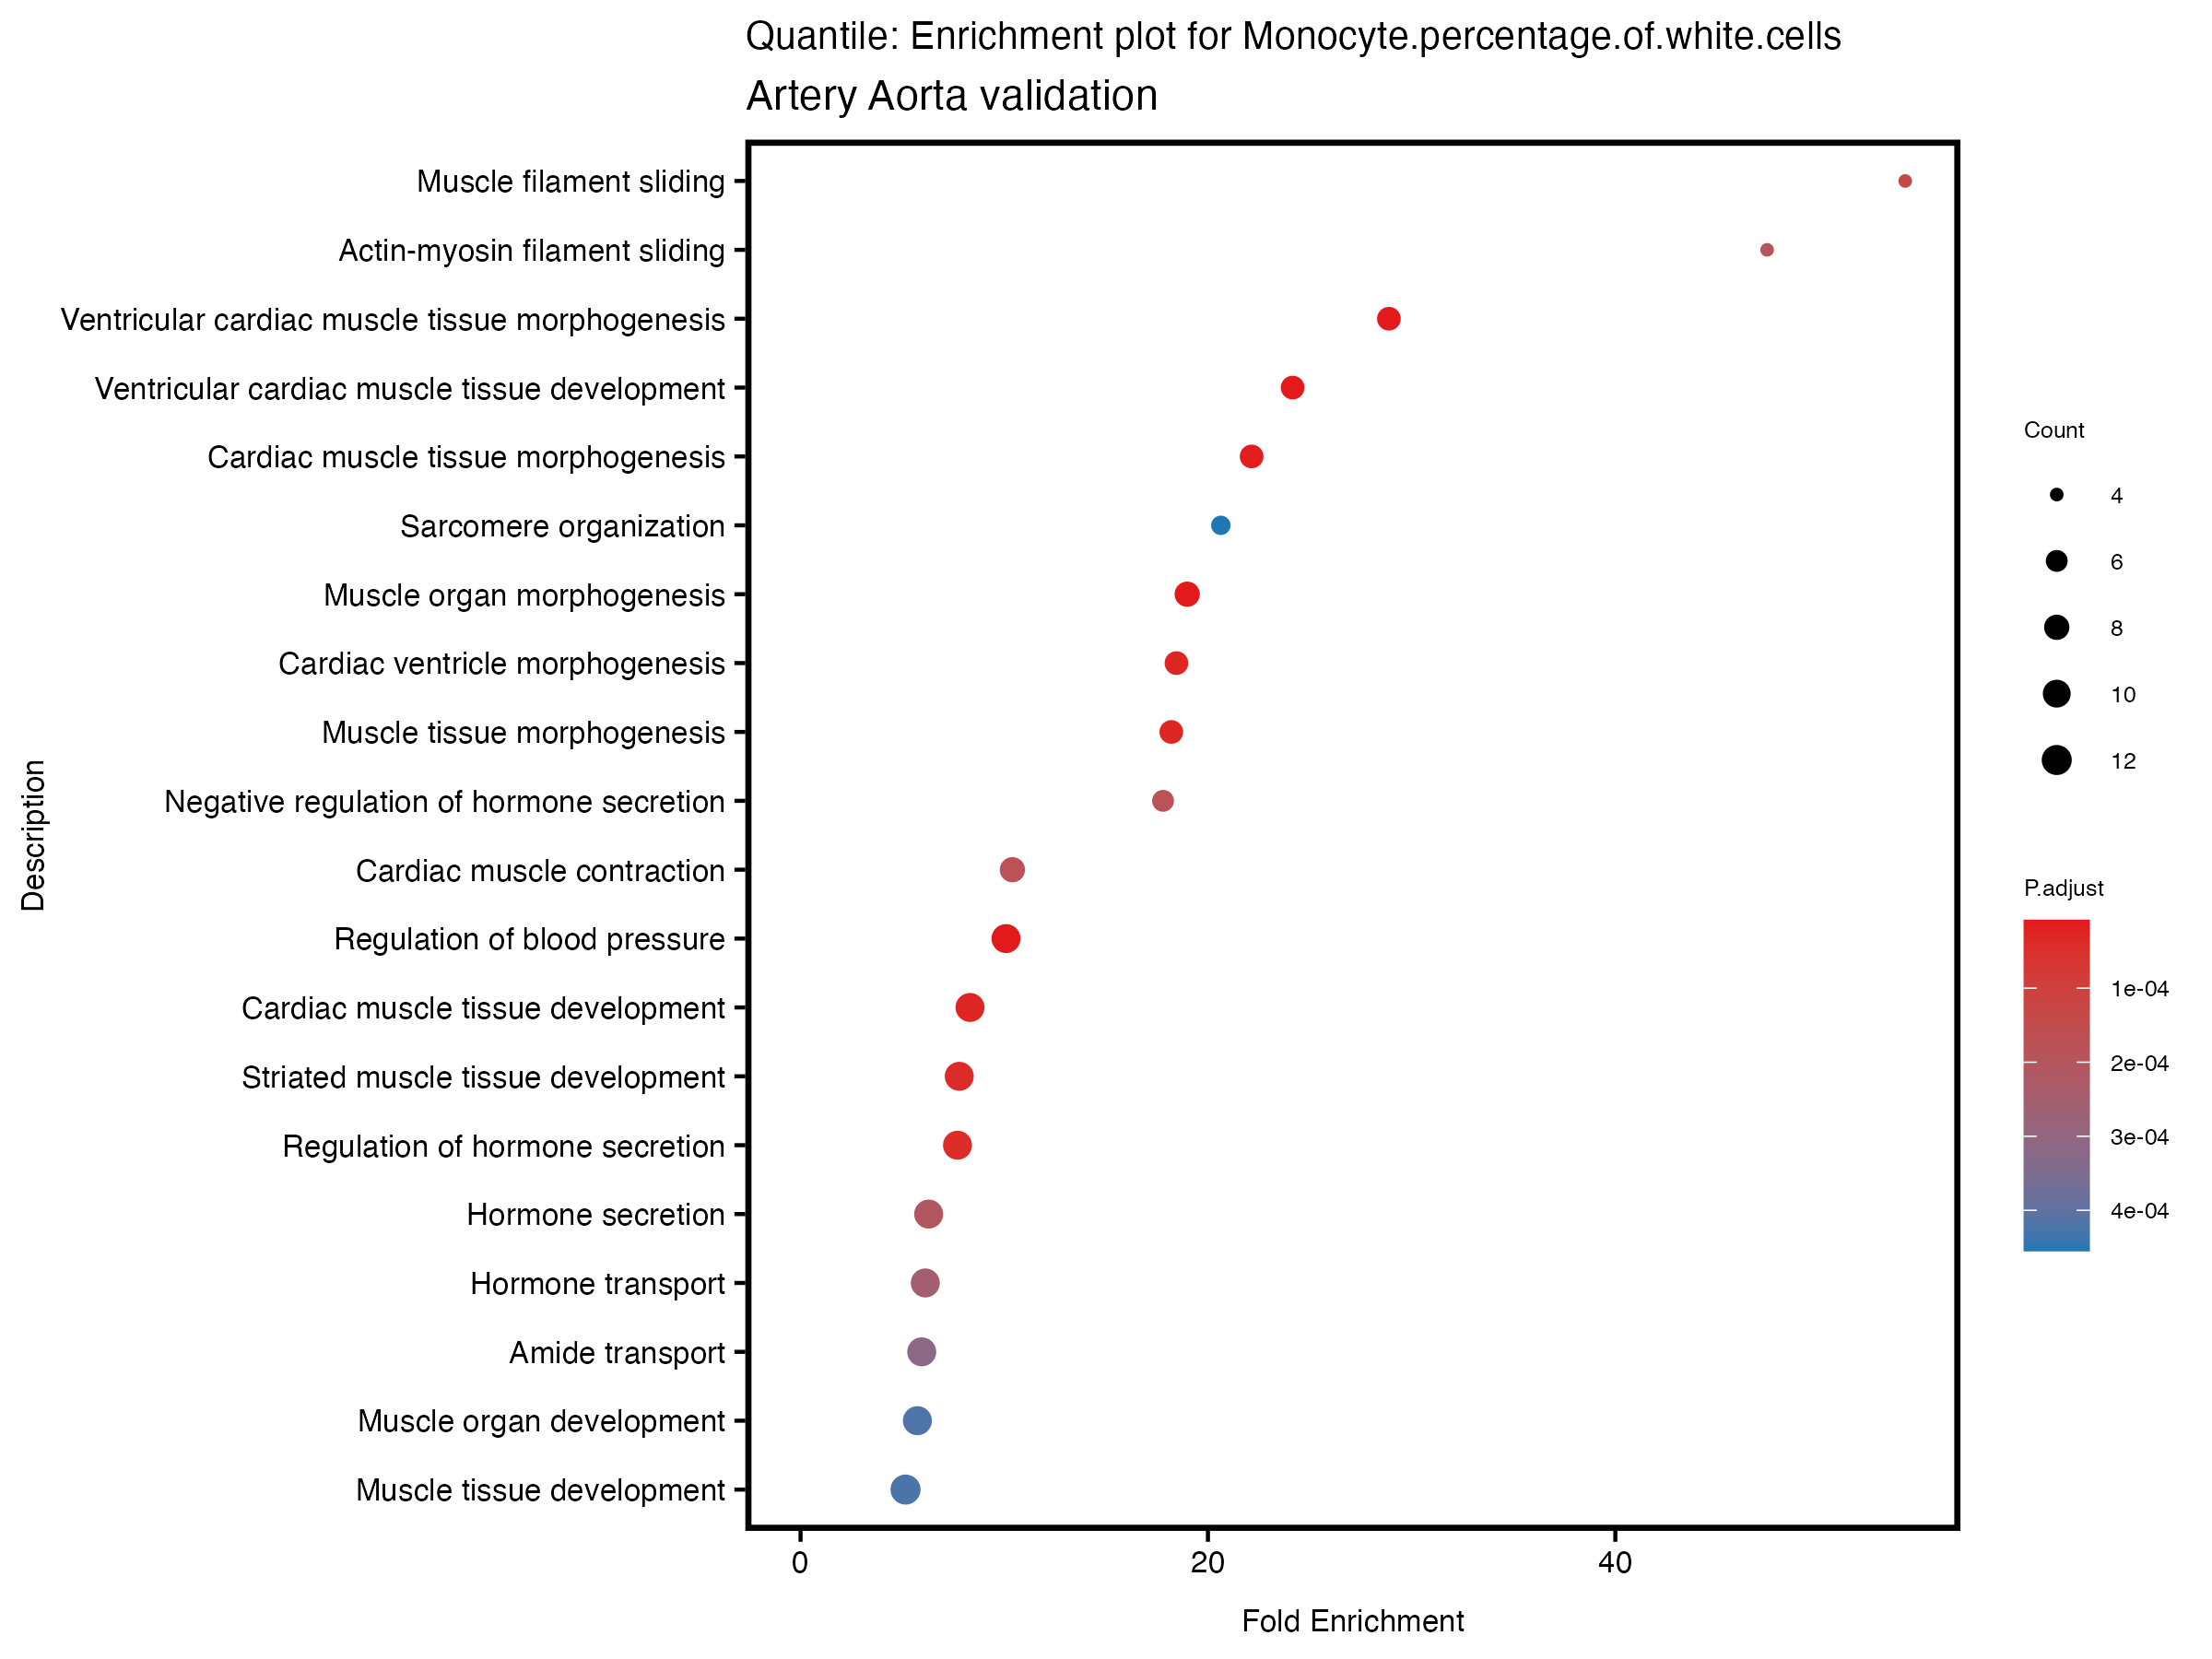 Quantile: Enrichment plot for Monocyte.percentage.of.white.cells
Artery Aorta validation
Description
Muscle filament sliding
Actin-myosin filament sliding
Ventricular cardiac muscle tissue morphogenesis
Ventricular cardiac muscle tissue development
Cardiac muscle tissue morphogenesis
Sarcomere organization
Muscle organ morphogenesis
Cardiac ventricle morphogenesis
Muscle tissue morphogenesis
Negative regulation of hormone secretion
Cardiac muscle contraction
Regulation of blood pressure
Cardiac muscle tissue development
Striated muscle tissue development
Regulation of hormone secretion
Hormone secretion
Hormone transport
Amide transport
Muscle organ development
Muscle tissue development
0
20
40
Fold Enrichment
Count
4
6
8
10
12
P.adjust
1e-04
2e-04
3e-04
4e-04